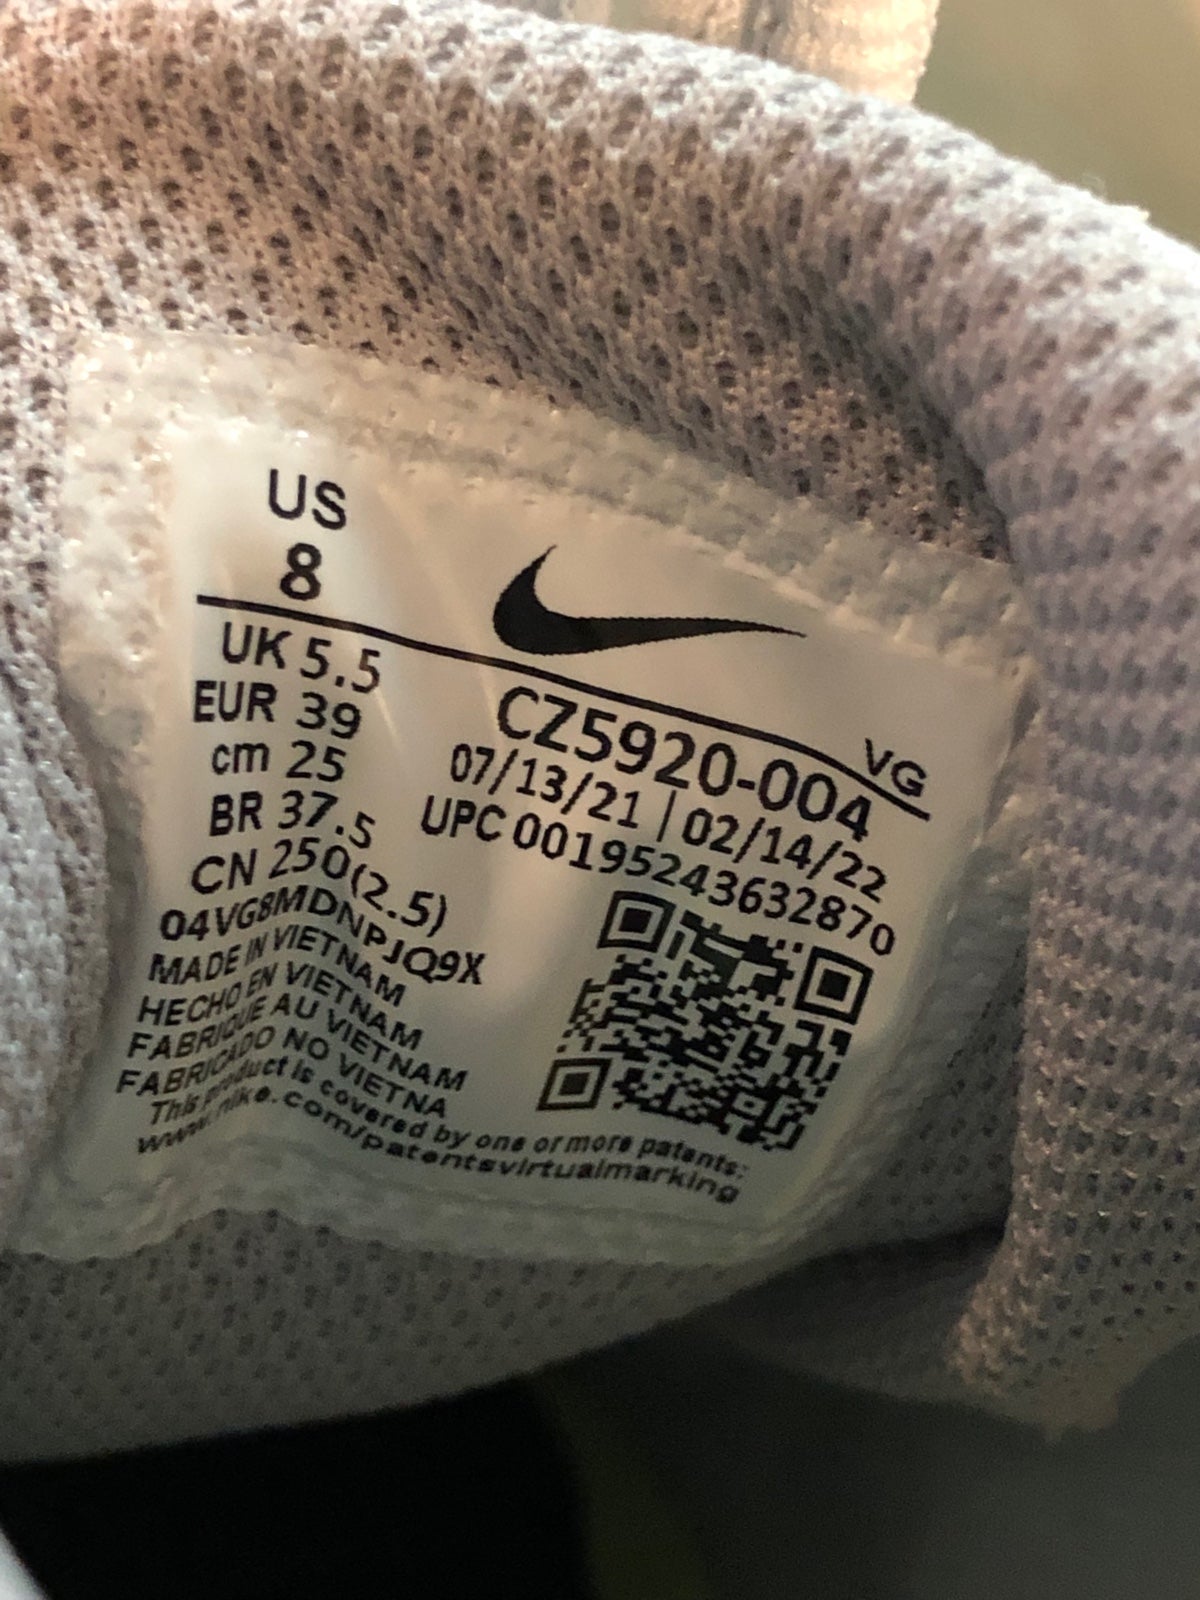 US
8
UK 5.5
EUR 39
cm 25
BR 37.5
CN 250(2.5)
04VG8MDNPJQ9X
MADE IN VIETNAM
HECHO EN VIETNAM
FABRIQUE AU VIETNAM
FABRICADO NO VIETNA
This product is covered by one or more patents:
www.nike.com/patentsvirtualmarking
VG
CZ5920-004
07/13/21 | 02/14/22
UPC 00195243632870